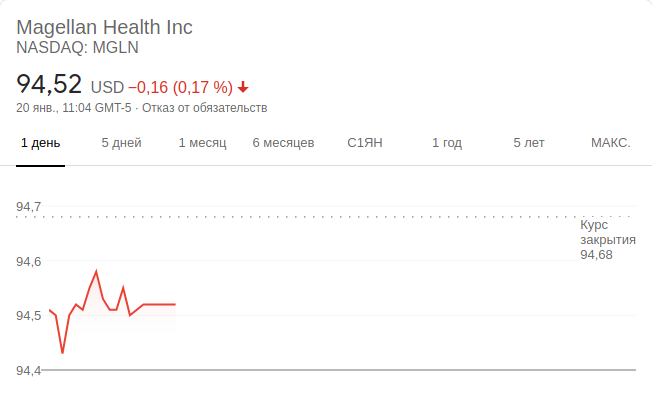 Magellan Health Inc
NASDAQ: MGLN
94,52 USD −0,16 (0,17 %)
20 янв., 11:04 GMT-5 · Отказ от обязательств
1 день 5 дней 1 месяц 6 месяцев С1ЯН 1 год 5 лет МАКС.
94,7
Курс
закрытия
94,68
94,6
94,5
94,4